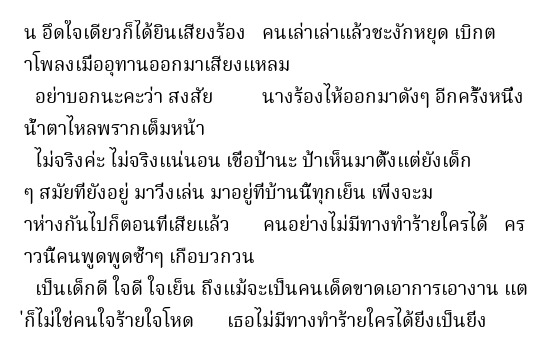 น อึดใจเดียวก็ได้ยินเสียงร้อง คนเล่าเล่าแล้วชะงักหยุด เบิกต
าโพลงเมื่ออุทานออกมาเสียงแหลม
อย่าบอกนะคะว่า สงสัย นางร้องไห้ออกมาดังๆ อีกครั้งหนึ่ง
น้ำตาไหลพรากเต็มหน้า
ไม่จริงค่ะ ไม่จริงแน่นอน เชื่อป้านะ ป้าเห็นมาตั้งแต่ยังเด็ก
ๆ สมัยที่ยังอยู่ มาวิ่งเล่น มาอยู่ที่บ้านนี้ทุกเย็น เพิ่งจะม
าห่างกันไปก็ตอนที่เสียแล้ว คนอย่างไม่มีทางทำร้ายใครได้ คร
าวนี้คนพูดพูดซ้ำๆ เกือบวกวน
เป็นเด็กดี ใจดี ใจเย็น ถึงแม้จะเป็นคนเด็ดขาดเอาการเอางาน แต
่ก็ไม่ใช่คนใจร้ายใจโหด เธอไม่มีทางทำร้ายใครได้ยิ่งเป็นยิ่ง